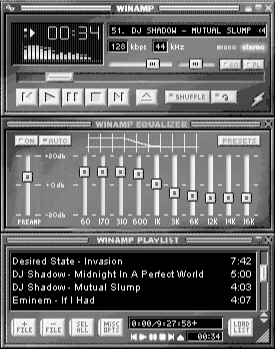 WINAMP
00:34
51. DJ SHADOW - MUTUAL SLUMP
128 kbps 44 kHz mono stereo
EQ PL
SHUFFLE
WINAMP EQUALIZER
ON AUTO PRESETS
+20db
+0db
-20db
PREAMP
60 170 310 600 1K 3K 6K 12K 14K 16K
WINAMP PLAYLIST
Desired State - Invasion 7:42
DJ Shadow - Midnight In A Perfect World 5:00
DJ Shadow - Mutual Slump 4:03
Eminem - If I Had 4:07
+ FILE
- FILE
SEL ALL
MISC OPTS
0:00/9:27:58+
00:34
LOAD LIST